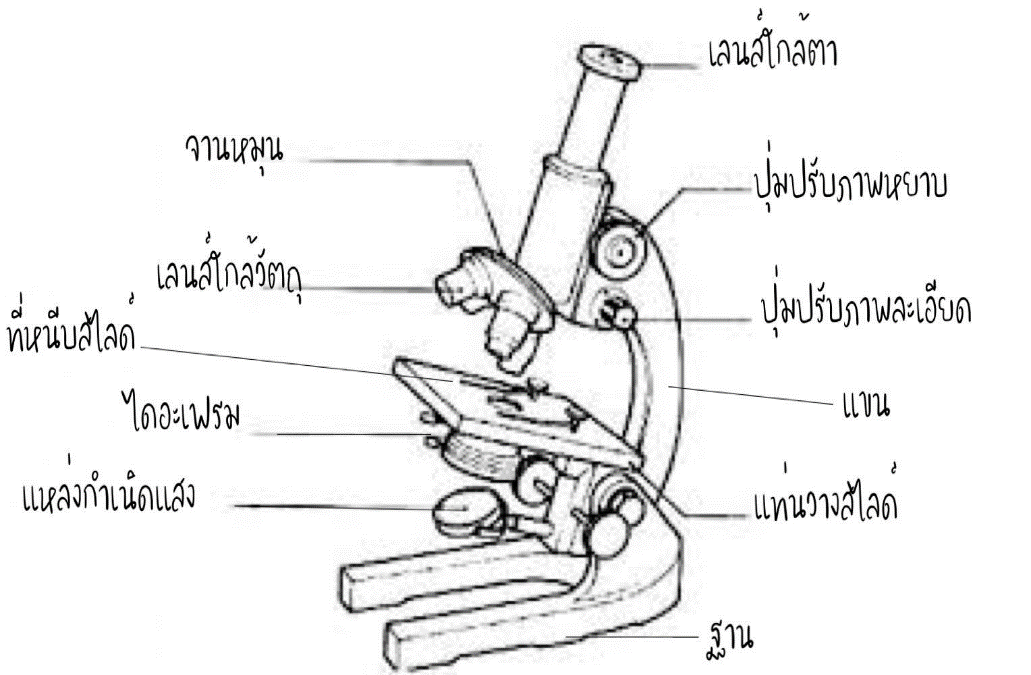 เลนส์ใกล้ตา
จานหมุน
ปุ่มปรับภาพหยาบ
เลนส์ใกล้วัตถุ
ปุ่มปรับภาพละเอียด
ที่หนีบสไลด์
แขน
ไดอะแฟรม
แหล่งกำเนิดแสง
แท่นวางสไลด์
ฐาน